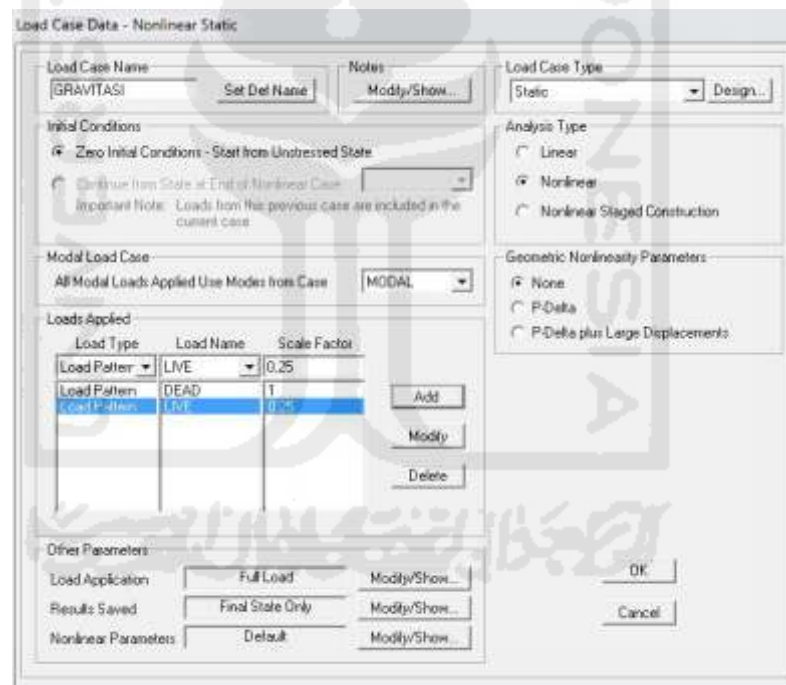 Load Case Data - Nonlinear Static
Load Case Name
GRAVITASI
Set Def Name
Notes
Modify/Show...
Load Case Type
Static
Design...
Initial Conditions
Zero Initial Conditions - Start from Unstressed State
Continue from State at End of Nonlinear Case
Important Note: Loads from this previous case are included in the
current case
Analysis Type
Linear
Nonlinear
Nonlinear Staged Construction
Modal Load Case
All Modal Loads Applied Use Modes from Case
MODAL
Geometric Nonlinearity Parameters
None
P-Delta
P-Delta plus Large Displacements
Loads Applied
Load Type Load Name Scale Factor
Load Patterr LIVE 0.25
Load Pattern DEAD 1
Load Pattern LIVE 0.25
Add
Modify
Delete
Other Parameters
Load Application Full Load Modify/Show...
Results Saved Final State Only Modify/Show...
Nonlinear Parameters Default Modify/Show...
OK
Cancel